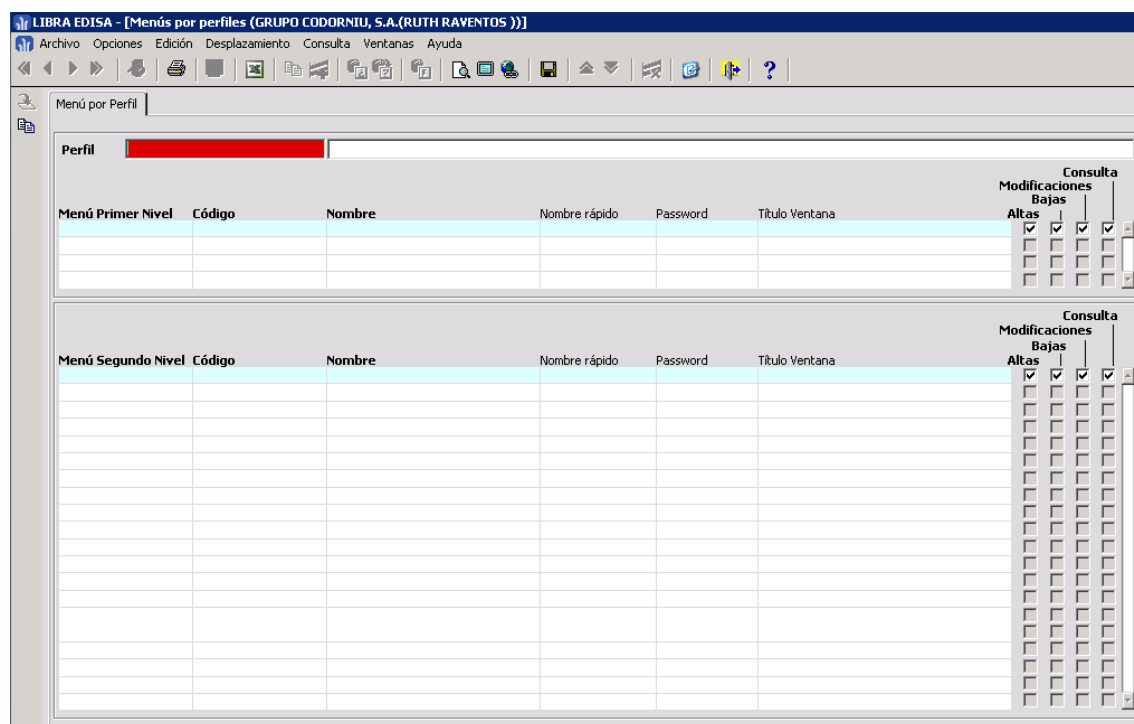 LIBRA EDISA - [Menús por perfiles (GRUPO CODORNIU, S.A.(RUTH RAVENTOS ))]
Archivo Opciones Edición Desplazamiento Consulta Ventanas Ayuda
Menú por Perfil
Perfil
Consulta
Modificaciones
Bajas
Menú Primer Nivel Código Nombre Nombre rápido Password Título Ventana Altas
Consulta
Modificaciones
Bajas
Menú Segundo Nivel Código Nombre Nombre rápido Password Título Ventana Altas